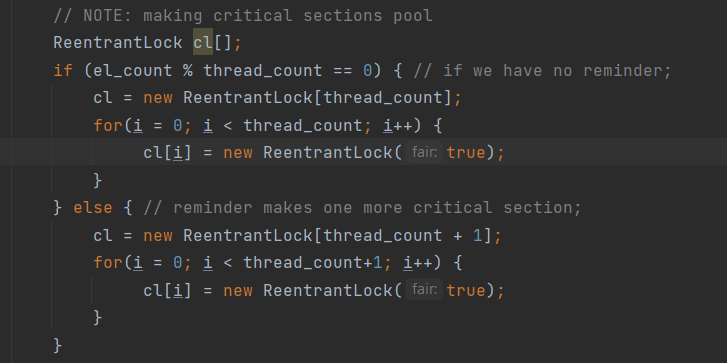 // NOTE: making critical sections pool
ReentrantLock cl[];
if (el_count % thread_count == 0) { // if we have no reminder;
cl = new ReentrantLock[thread_count];
for(i = 0; i < thread_count; i++) {
cl[i] = new ReentrantLock( fair: true);
}
} else { // reminder makes one more critical section;
cl = new ReentrantLock[thread_count + 1];
for(i = 0; i < thread_count+1; i++) {
cl[i] = new ReentrantLock( fair: true);
}
}